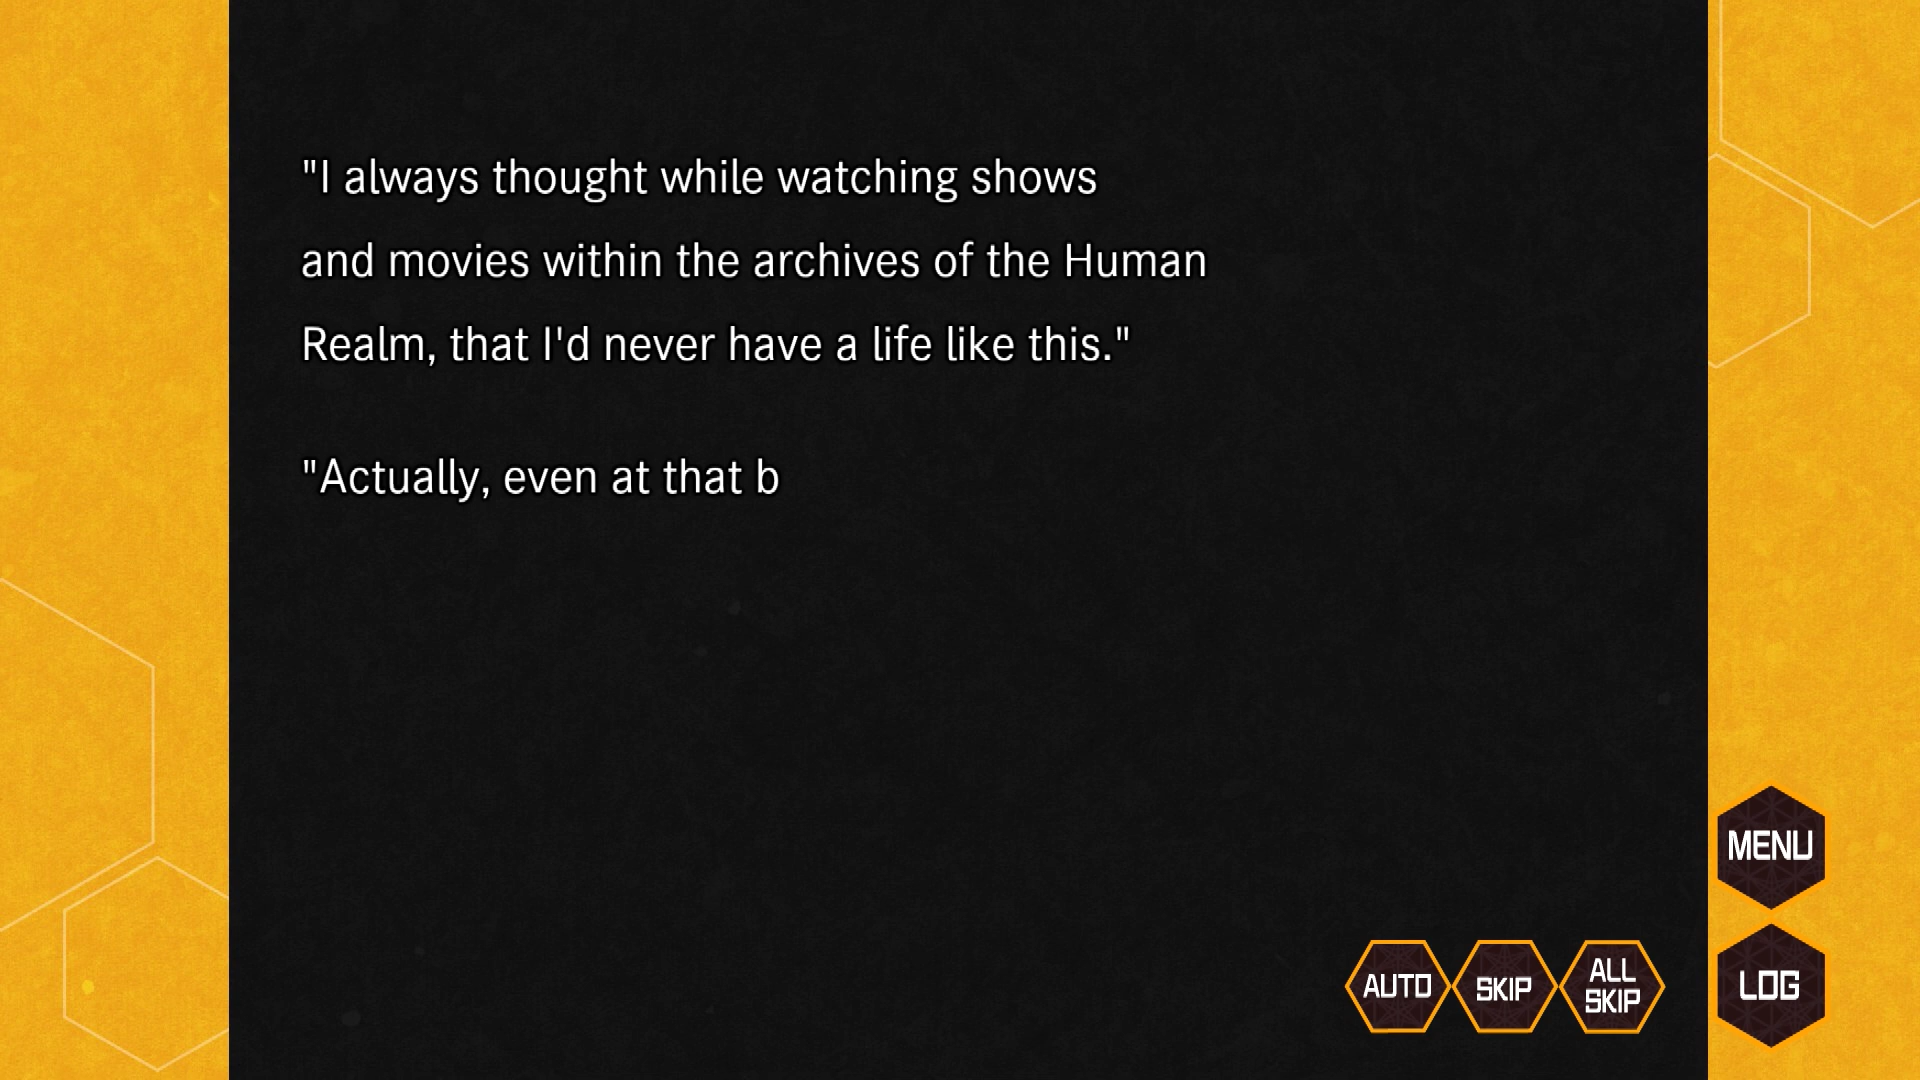 "I always thought while watching shows
and movies within the archives of the Human
Realm, that I'd never have a life like this."
"Actually, even at that b
MENU
AUTO
SKIP
ALL
SKIP
LOG